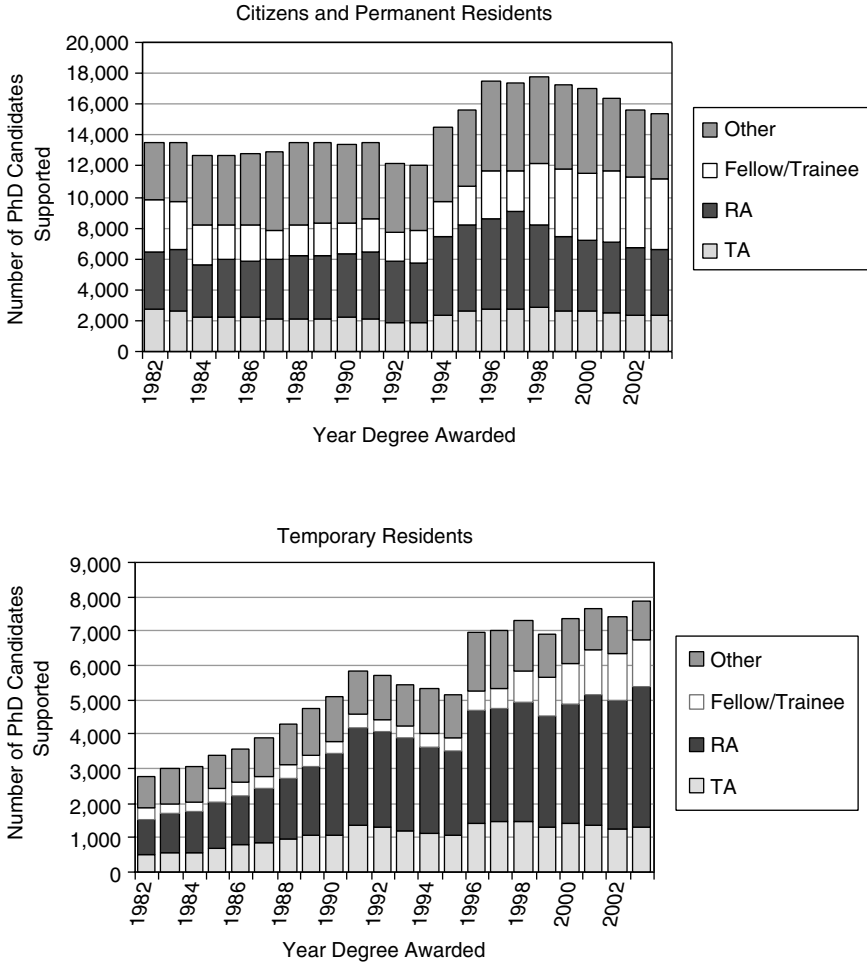 Citizens and Permanent Residents
20,000
18,000
16,000
14,000
12,000
10,000
8,000
6,000
4,000
2,000
0
Number of PhD Candidates
Supported
1982
1984
1986
1988
1990
1992
1994
1996
1998
2000
2002
Year Degree Awarded
Other
Fellow/Trainee
RA
TA
Temporary Residents
9,000
8,000
7,000
6,000
5,000
4,000
3,000
2,000
1,000
0
Number of PhD Candidates
Supported
1982
1984
1986
1988
1990
1992
1994
1996
1998
2000
2002
Year Degree Awarded
Other
Fellow/Trainee
RA
TA